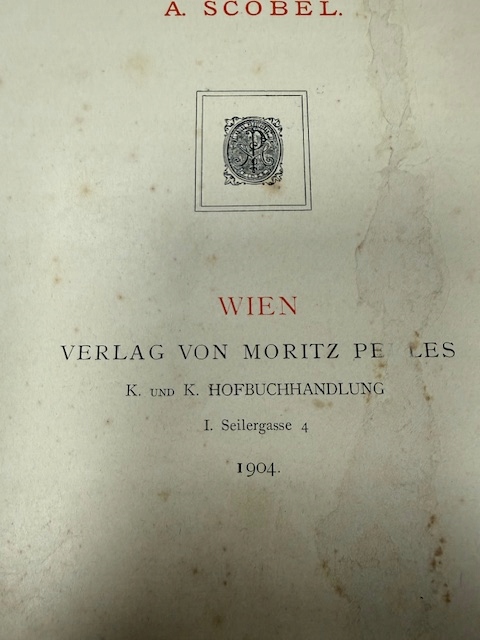 A. SCOBEL.
WIEN
VERLAG VON MORITZ
K. UND K. HOFBUCHHANDLUNG
I. Seilergasse 4
1904.